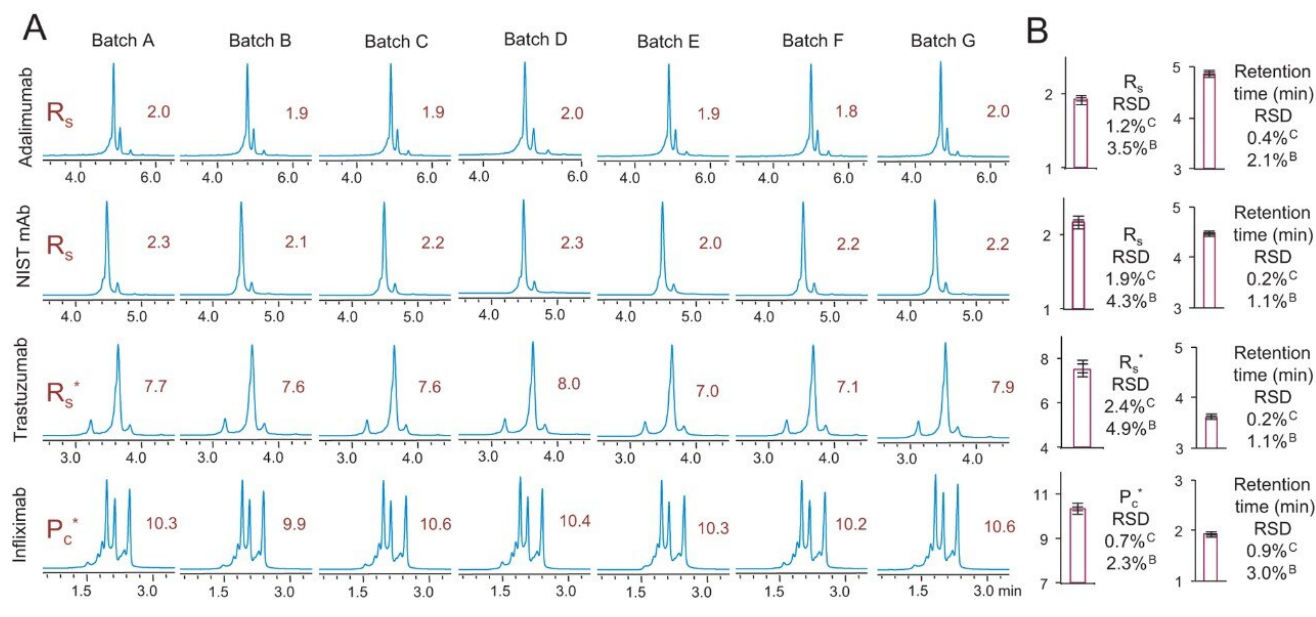 A
Batch A Batch B Batch C Batch D Batch E Batch F Batch G
Adalimumab
Rs 2.0 1.9 1.9 2.0 1.9 1.8 2.0
4.0 6.0 4.0 6.0 4.0 6.0 4.0 6.0 4.0 6.0 4.0 6.0 4.0 6.0
NIST mAb
Rs 2.3 2.1 2.2 2.3 2.0 2.2 2.2
4.0 5.0 4.0 5.0 4.0 5.0 4.0 5.0 4.0 5.0 4.0 5.0 4.0 5.0
Trastuzumab
Rs* 7.7 7.6 7.6 8.0 7.0 7.1 7.9
3.0 4.0 3.0 4.0 3.0 4.0 3.0 4.0 3.0 4.0 3.0 4.0 3.0 4.0
Infliximab
Pc* 10.3 9.9 10.6 10.4 10.3 10.2 10.6
1.5 3.0 1.5 3.0 1.5 3.0 1.5 3.0 1.5 3.0 1.5 3.0 1.5 3.0 min
B
2
1
Rs
RSD
1.2%C
3.5%B
5
4
3
Retention
time (min)
RSD
0.4%C
2.1%B
2
1
Rs
RSD
1.9%C
4.3%B
5
4
3
Retention
time (min)
RSD
0.2%C
1.1%B
8
6
4
Rs*
RSD
2.4%C
4.9%B
5
4
3
Retention
time (min)
RSD
0.2%C
1.1%B
11
9
7
Pc*
RSD
0.7%C
2.3%B
3
2
1
Retention
time (min)
RSD
0.9%C
3.0%B